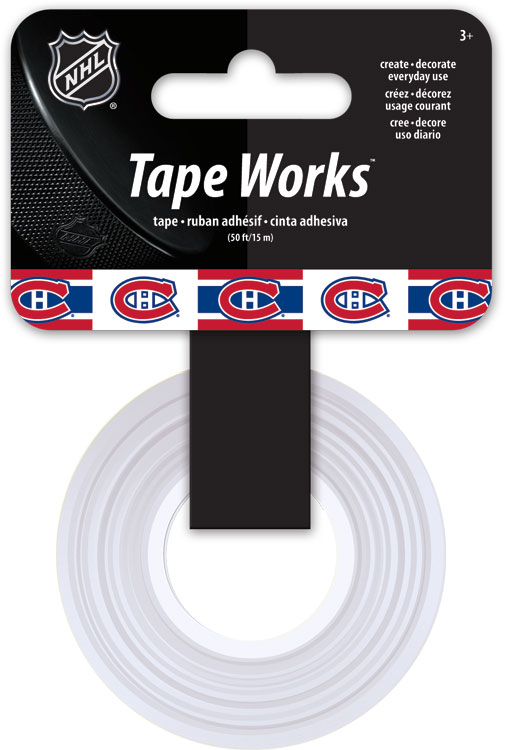 NHL
®
3+
create • decorate
everyday use
créez • décorez
usage courant
cree • decore
uso diario
Tape Works™
tape • ruban adhésif • cinta adhesiva
(50 ft/15 m)